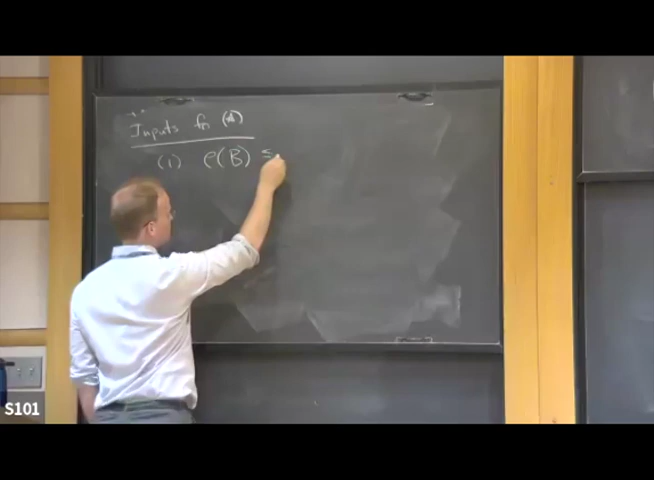 Inputs for (A)
(1) ρ(B) ≤
S101